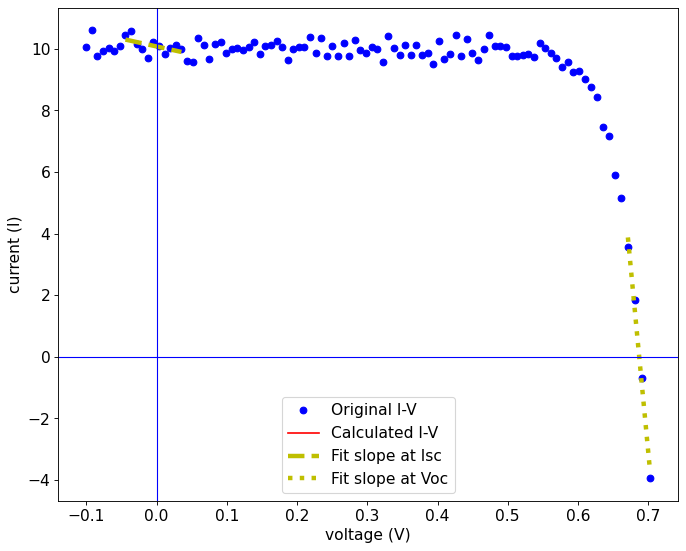 10
8
6
4
2
0
−2
−4
current (I)
Original I-V
Calculated I-V
Fit slope at Isc
Fit slope at Voc
−0.1 0.0 0.1 0.2 0.3 0.4 0.5 0.6 0.7
voltage (V)